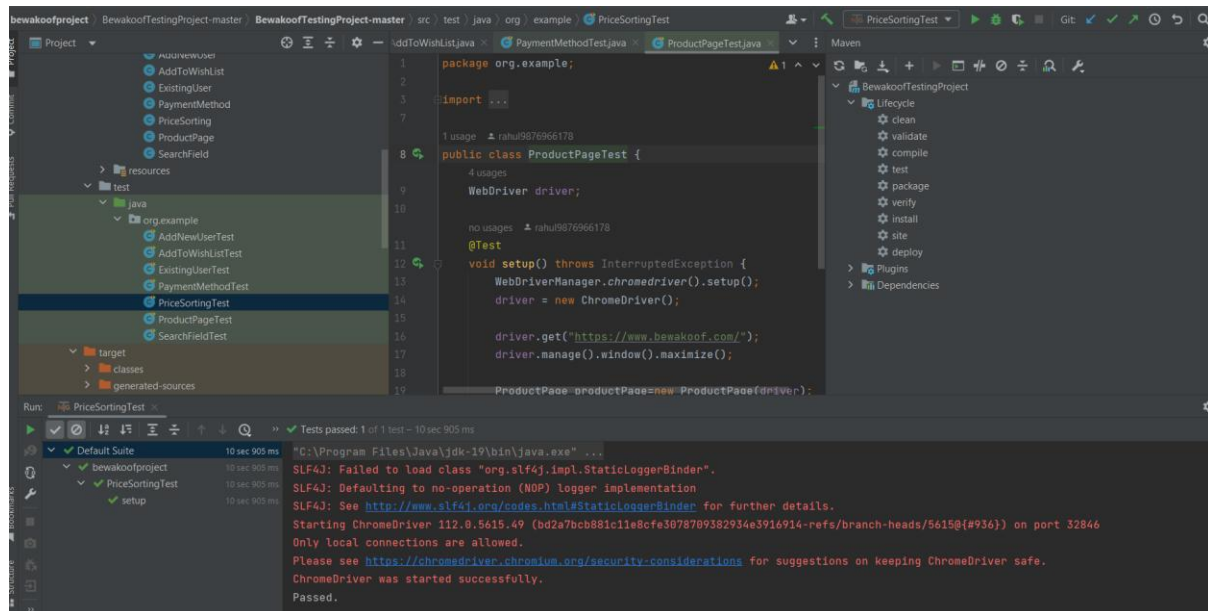 bewakoofproject BewakoofTestingProject-master BewakoofTestingProject-master src test java org example PriceSortingTest
PriceSortingTest
Git:
Project
AddToWishList.java
PaymentMethodTest.java
ProductPageTest.java
Maven
AddNewUser
AddToWishList
ExistingUser
PaymentMethod
PriceSorting
ProductPage
SearchField
resources
test
java
org.example
AddNewUserTest
AddToWishListTest
ExistingUserTest
PaymentMethodTest
PriceSortingTest
ProductPageTest
SearchFieldTest
target
classes
generated-sources
Project
Commit
Pull Requests
1 package org.example;
1
2
3 import ...
7
1 usage rahul9876966178
8 public class ProductPageTest {
4 usages
9 WebDriver driver;
10
no usages rahul9876966178
11 @Test
12 void setup() throws InterruptedException {
13 WebDriverManager.chromedriver().setup();
14 driver = new ChromeDriver();
15
16 driver.get("https://www.bewakoof.com/");
17 driver.manage().window().maximize();
18
19 ProductPage productPage=new ProductPage(driver);
BewakoofTestingProject
Lifecycle
clean
validate
compile
test
package
verify
install
site
deploy
Plugins
Dependencies
Run: PriceSortingTest
Tests passed: 1 of 1 test – 10 sec 905 ms
Default Suite 10 sec 905 ms
bewakoofproject 10 sec 905 ms
PriceSortingTest 10 sec 905 ms
setup 10 sec 905 ms
"C:\Program Files\Java\jdk-19\bin\java.exe" ...
SLF4J: Failed to load class "org.slf4j.impl.StaticLoggerBinder".
SLF4J: Defaulting to no-operation (NOP) logger implementation
SLF4J: See http://www.slf4j.org/codes.html#StaticLoggerBinder for further details.
Starting ChromeDriver 112.0.5615.49 (bd2a7bcb881c11e8cfe3078709382934e3916914-refs/branch-heads/5615@{#936}) on port 32846
Only local connections are allowed.
Please see https://chromedriver.chromium.org/security-considerations for suggestions on keeping ChromeDriver safe.
ChromeDriver was started successfully.
Passed.
Bookmarks
Structure